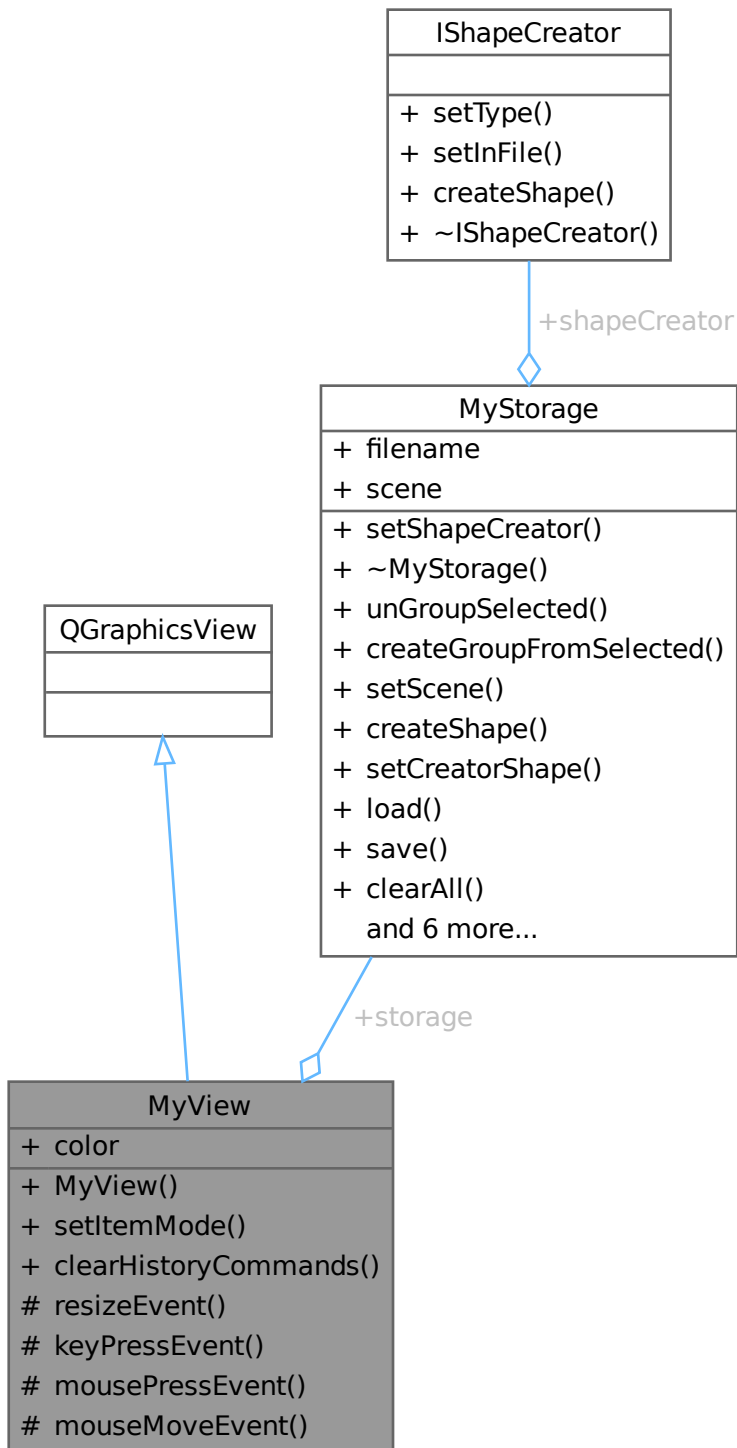 IShapeCreator
+ setType()
+ setInFile()
+ createShape()
+ ~IShapeCreator()
+shapeCreator
MyStorage
+ filename
+ scene
+ setShapeCreator()
+ ~MyStorage()
+ unGroupSelected()
+ createGroupFromSelected()
+ setScene()
+ createShape()
+ setCreatorShape()
+ load()
+ save()
+ clearAll()
and 6 more...
QGraphicsView
+storage
MyView
+ color
+ MyView()
+ setItemMode()
+ clearHistoryCommands()
# resizeEvent()
# keyPressEvent()
# mousePressEvent()
# mouseMoveEvent()